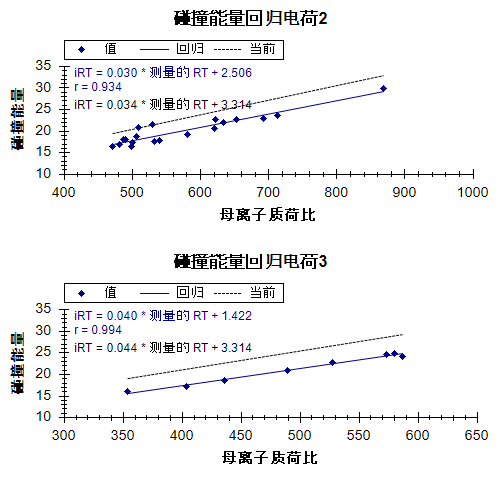 碰撞能量回归电荷2
值 回归 当前
35
30
25
20
15
10
iRT = 0.030 * 测量的 RT + 2.506
r = 0.934
iRT = 0.034 * 测量的 RT + 3.314
碰撞能量
400 500 600 700 800 900 1000
母离子质荷比
碰撞能量回归电荷3
值 回归 当前
35
30
25
20
15
10
iRT = 0.040 * 测量的 RT + 1.422
r = 0.994
iRT = 0.044 * 测量的 RT + 3.314
碰撞能量
300 350 400 450 500 550 600 650
母离子质荷比